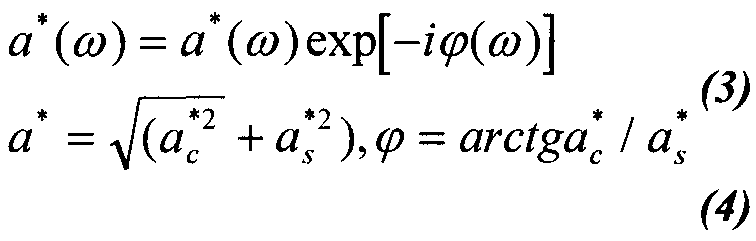 a*(ω) = a*(ω)exp[-iφ(ω)]
(3)
a* = √(a_c*² + a_s*²), φ = arctga_c* / a_s*
(4)